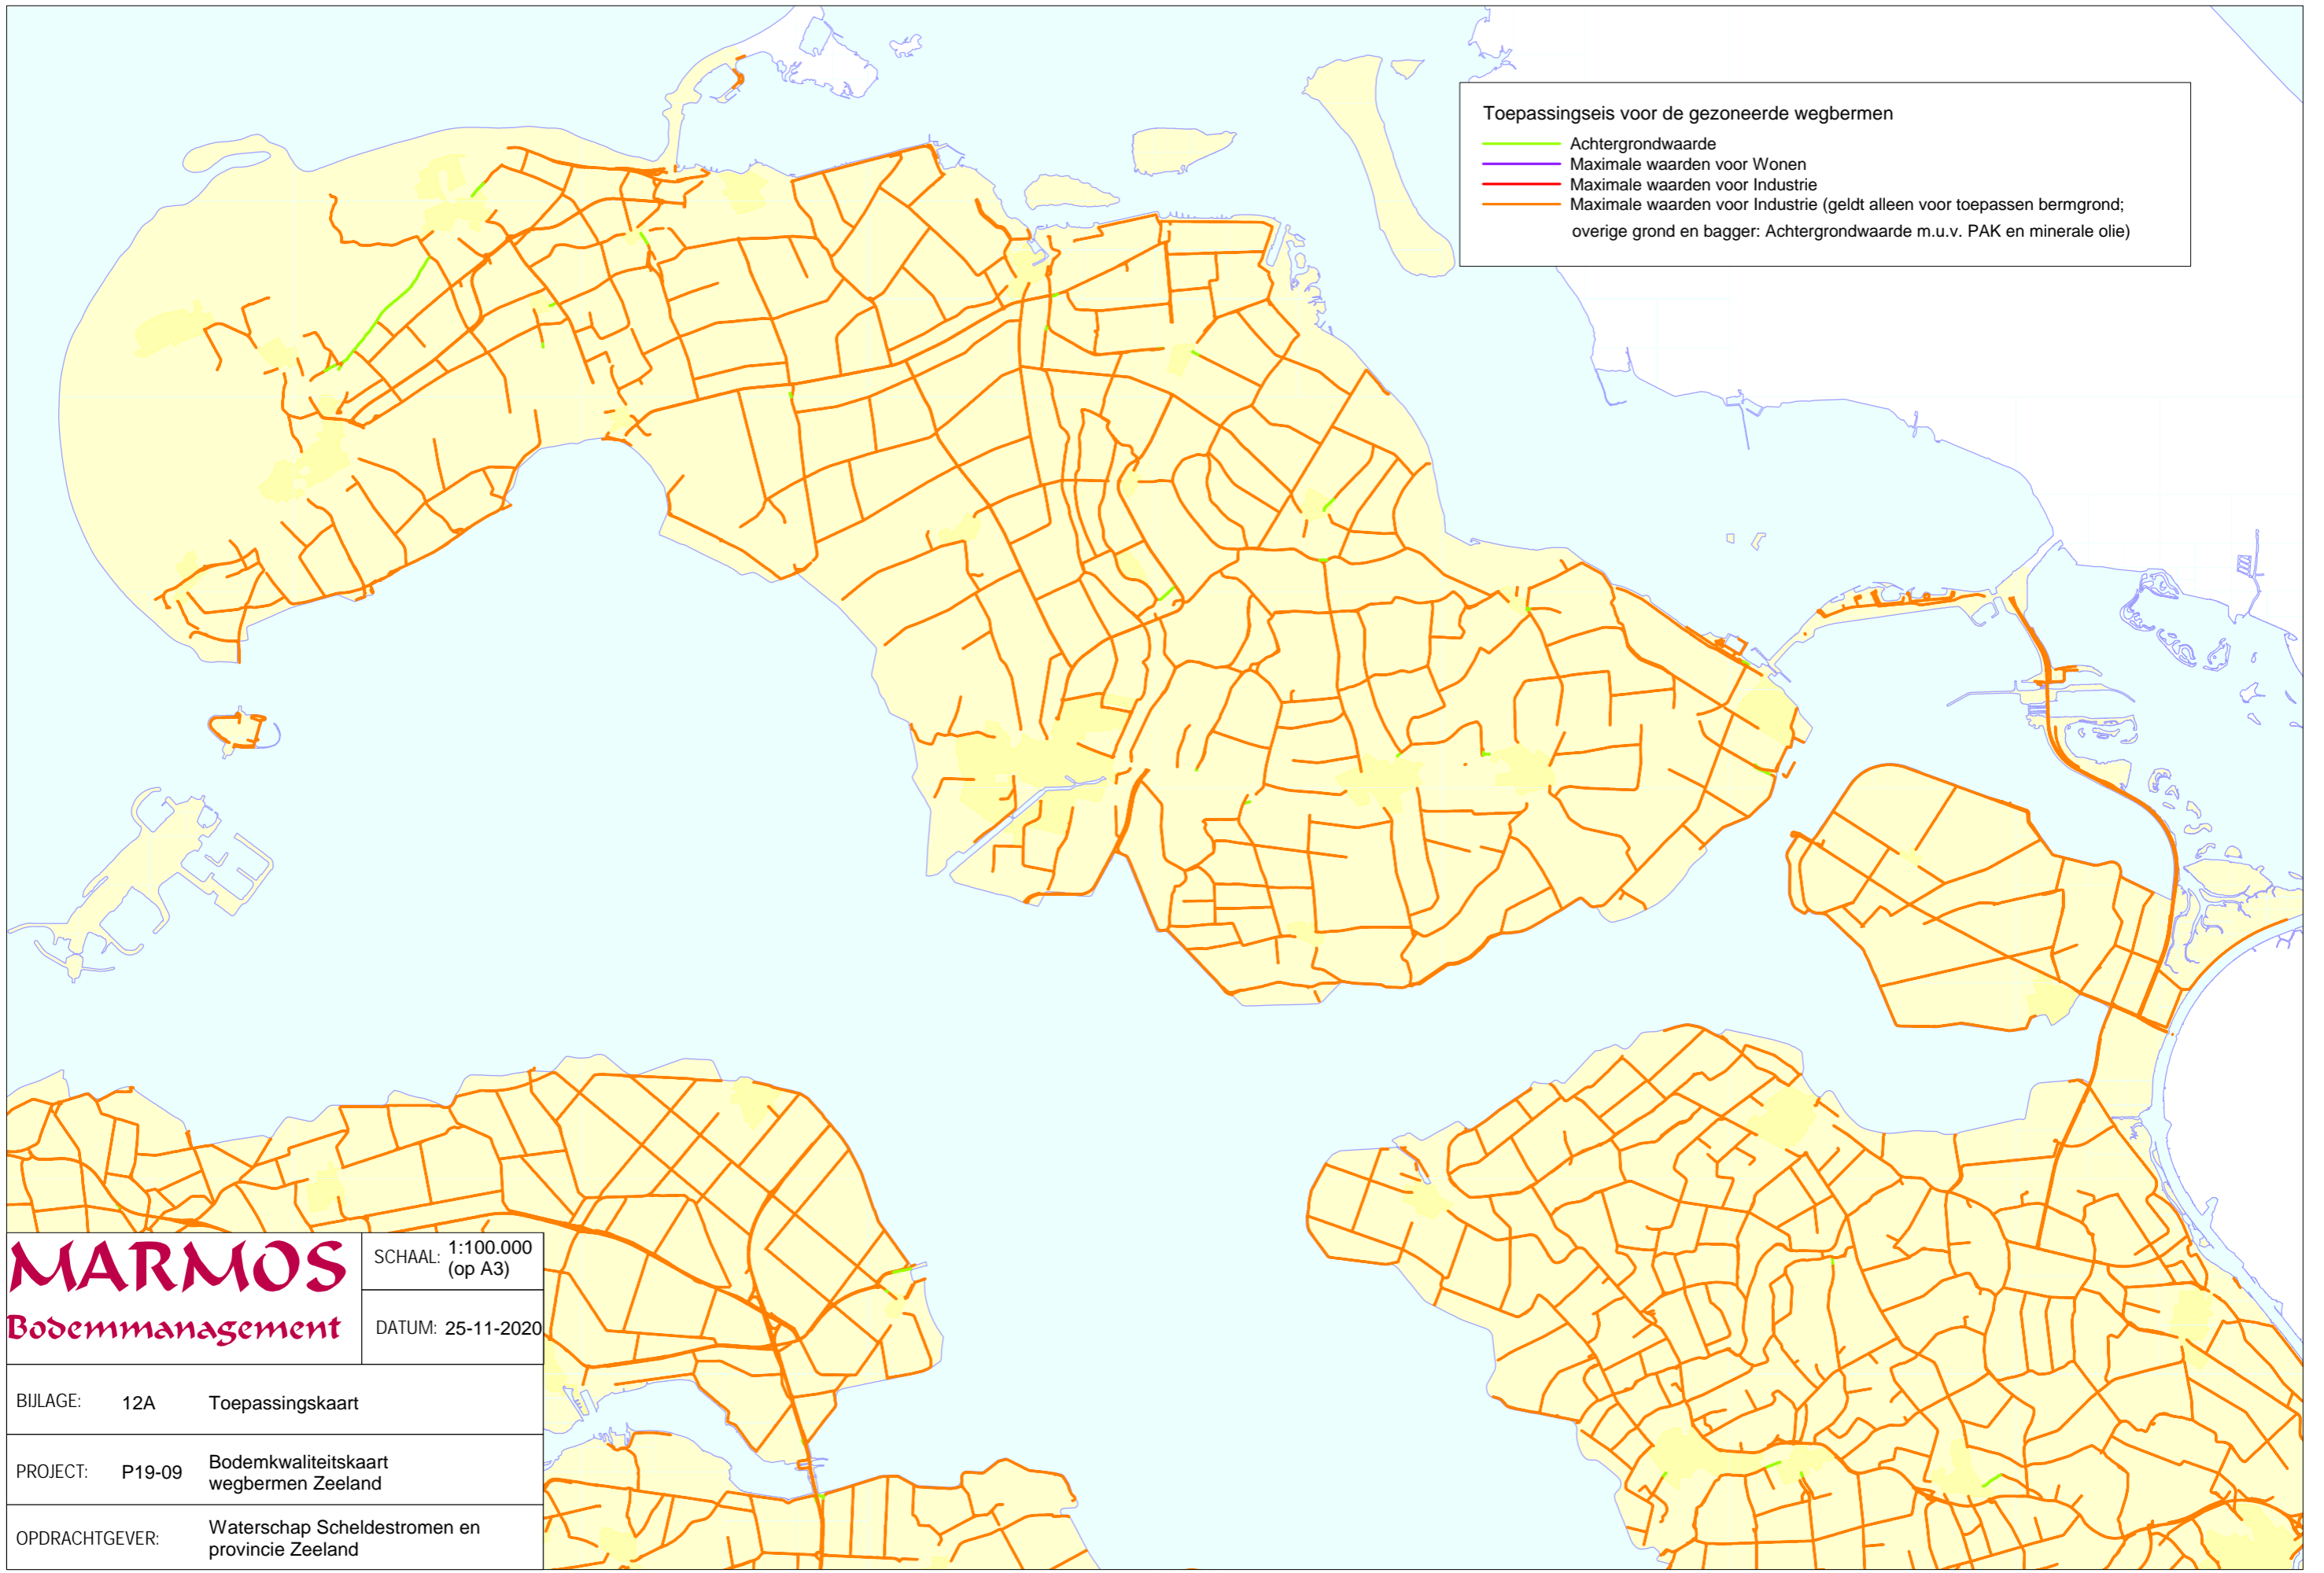 Toepassingseis voor de gezoneerde wegbermen
Achtergrondwaarde
Maximale waarden voor Wonen
Maximale waarden voor Industrie
Maximale waarden voor Industrie (geldt alleen voor toepassen bermgrond;
overige grond en bagger: Achtergrondwaarde m.u.v. PAK en minerale olie)
MARMOS
Bodemmanagement
SCHAAL: 1:100.000
(op A3)
DATUM: 25-11-2020
BIJLAGE: 12A Toepassingskaart
PROJECT: P19-09 Bodemkwaliteitskaart
wegbermen Zeeland
OPDRACHTGEVER: Waterschap Scheldestromen en
provincie Zeeland